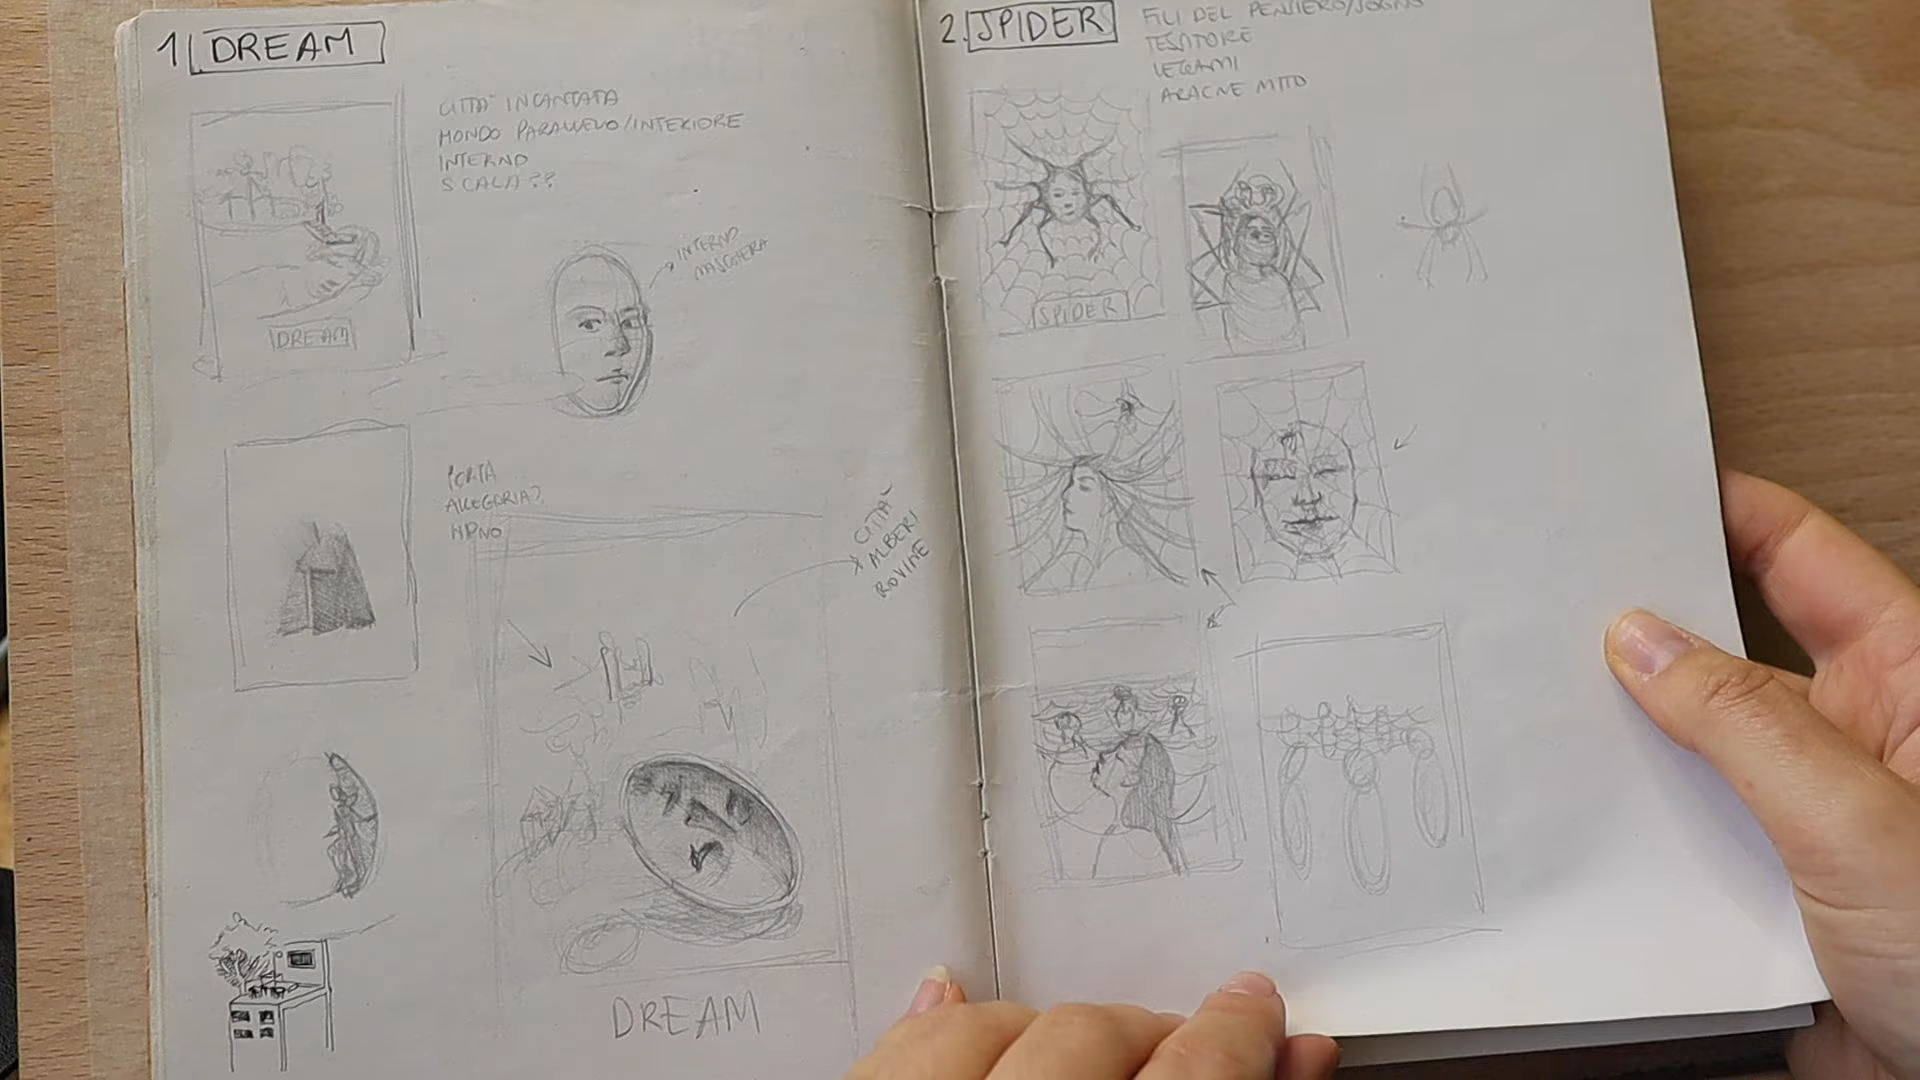 1 DREAM
CITTA' INCANTATA
MONDO PARALLELO/INTERIORE
INTERNO
SCALA??
INTERNO
MASCHERA
DREAM
PORTA
ALLEGORIA?
CITTA'
ALBERI
ROVINE
DREAM
2. SPIDER
FILI DEL PENSIERO/SOGNO
TESSITORE
LEGAMI
ARACNE MITO
SPIDER